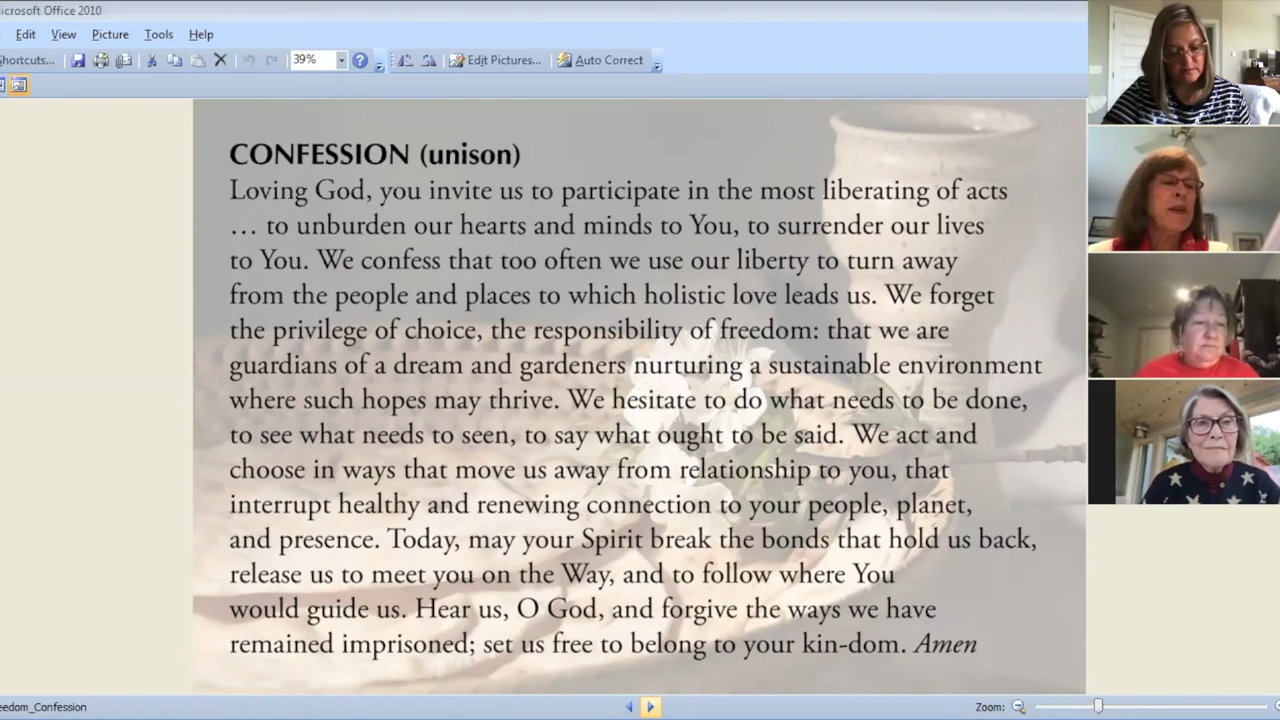 icrosoft Office 2010
Edit View Picture Tools Help
hortcuts... 39% Edit Pictures... Auto Correct
CONFESSION (unison)
Loving God, you invite us to participate in the most liberating of acts
… to unburden our hearts and minds to You, to surrender our lives
to You. We confess that too often we use our liberty to turn away
from the people and places to which holistic love leads us. We forget
the privilege of choice, the responsibility of freedom: that we are
guardians of a dream and gardeners nurturing a sustainable environment
where such hopes may thrive. We hesitate to do what needs to be done,
to see what needs to seen, to say what ought to be said. We act and
choose in ways that move us away from relationship to you, that
interrupt healthy and renewing connection to your people, planet,
and presence. Today, may your Spirit break the bonds that hold us back,
release us to meet you on the Way, and to follow where You
would guide us. Hear us, O God, and forgive the ways we have
remained imprisoned; set us free to belong to your kin-dom. Amen
eedom_Confession Zoom: